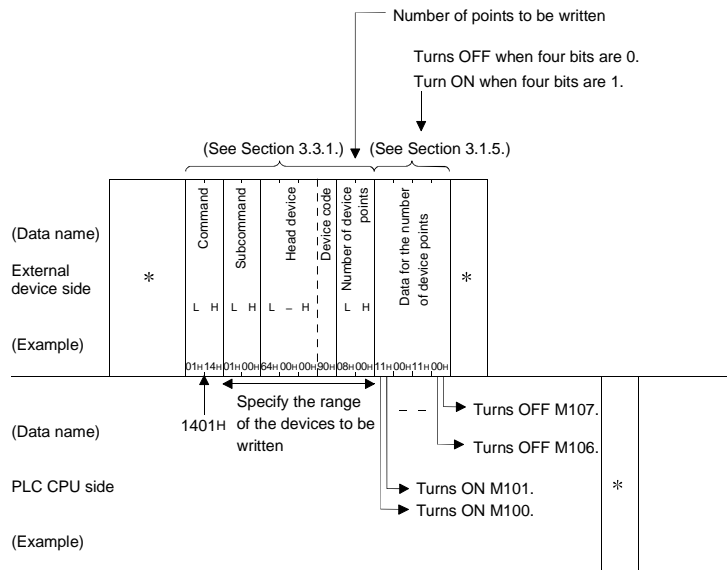 Number of points to be written
Turns OFF when four bits are 0.
Turn ON when four bits are 1.
(See Section 3.3.1.) (See Section 3.1.5.)
(Data name)
External
device side
(Example)
*
Command
L H
01H 14H
Subcommand
L H
01H 00H
Head device
L – H
64H 00H 00H
Device code
90H
Number of device
points
L H
08H 00H
Data for the number
of device points
11H 00H 11H 00H
*
1401H
Specify the range
of the devices to be
written
– –
Turns OFF M107.
Turns OFF M106.
Turns ON M101.
Turns ON M100.
(Data name)
PLC CPU side
(Example)
*